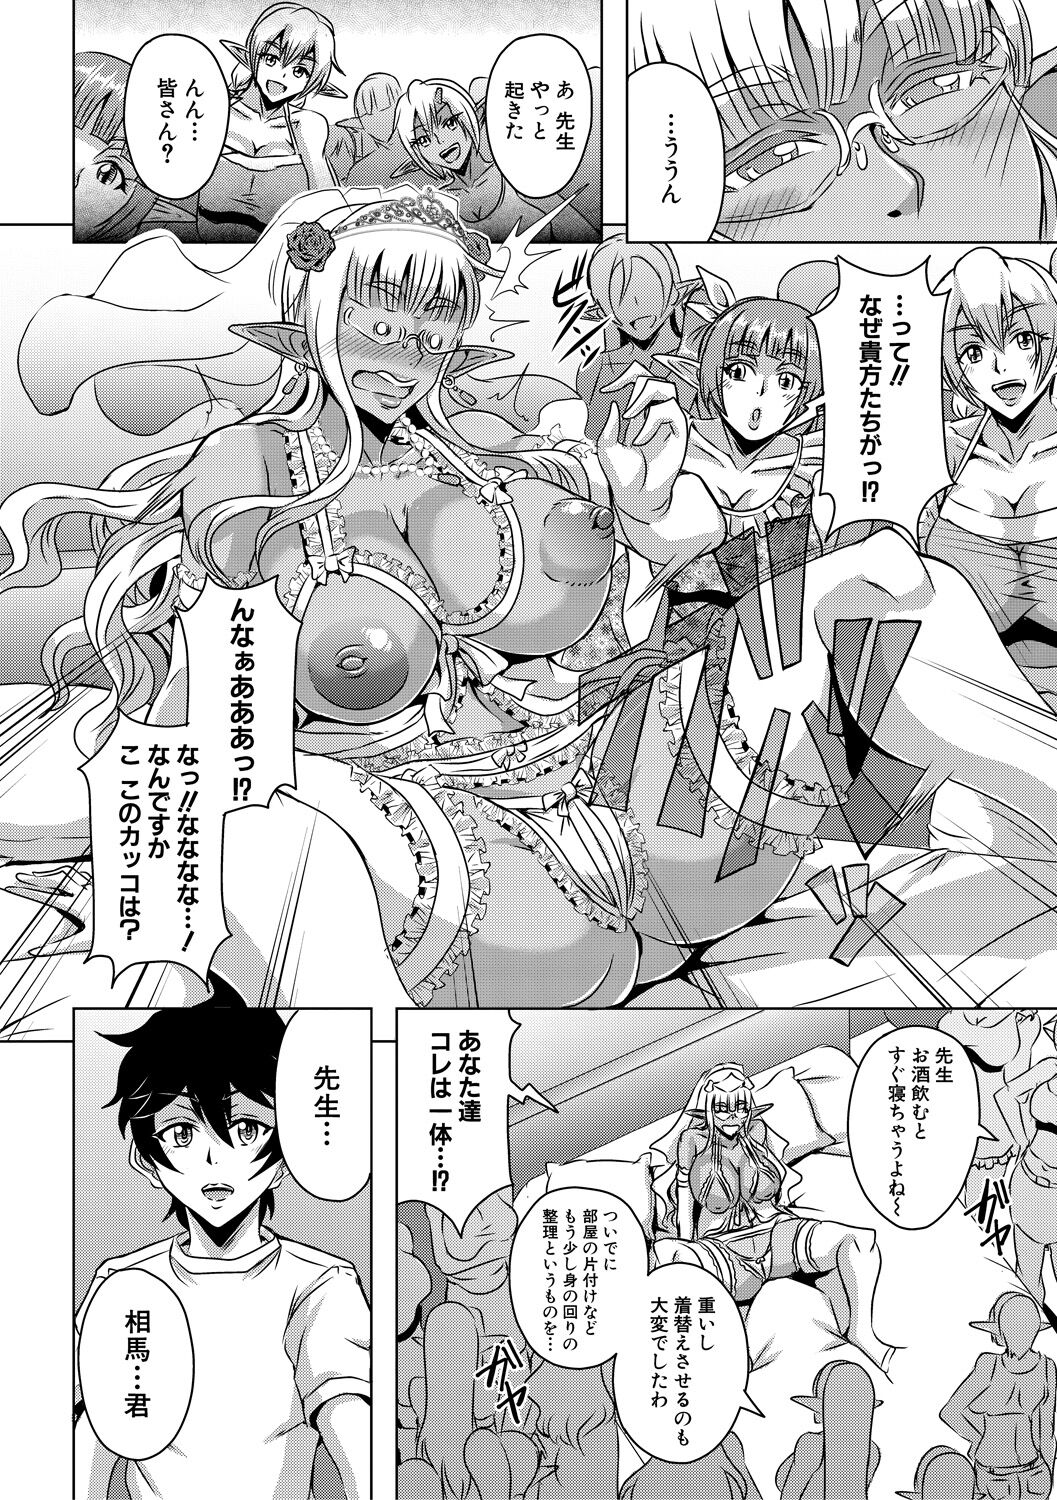 …ううん
あ 先生
やっと
起きた
んん…
皆さん？
…って!!
なぜ貴方たちがっ!?
んなぁあああっ!?
なっ!!なななな…！
なんですか
こ このカッコは？
先生
お酒飲むと
すぐ寝ちゃうよね～
重いし
着替えさせるのも
大変でしたわ
ついでに
部屋の片付けなど
もう少し身の回りの
整理というものを…
あなた達
コレは一体…!?
ガヤ
ガヤ
先生…
相馬…君